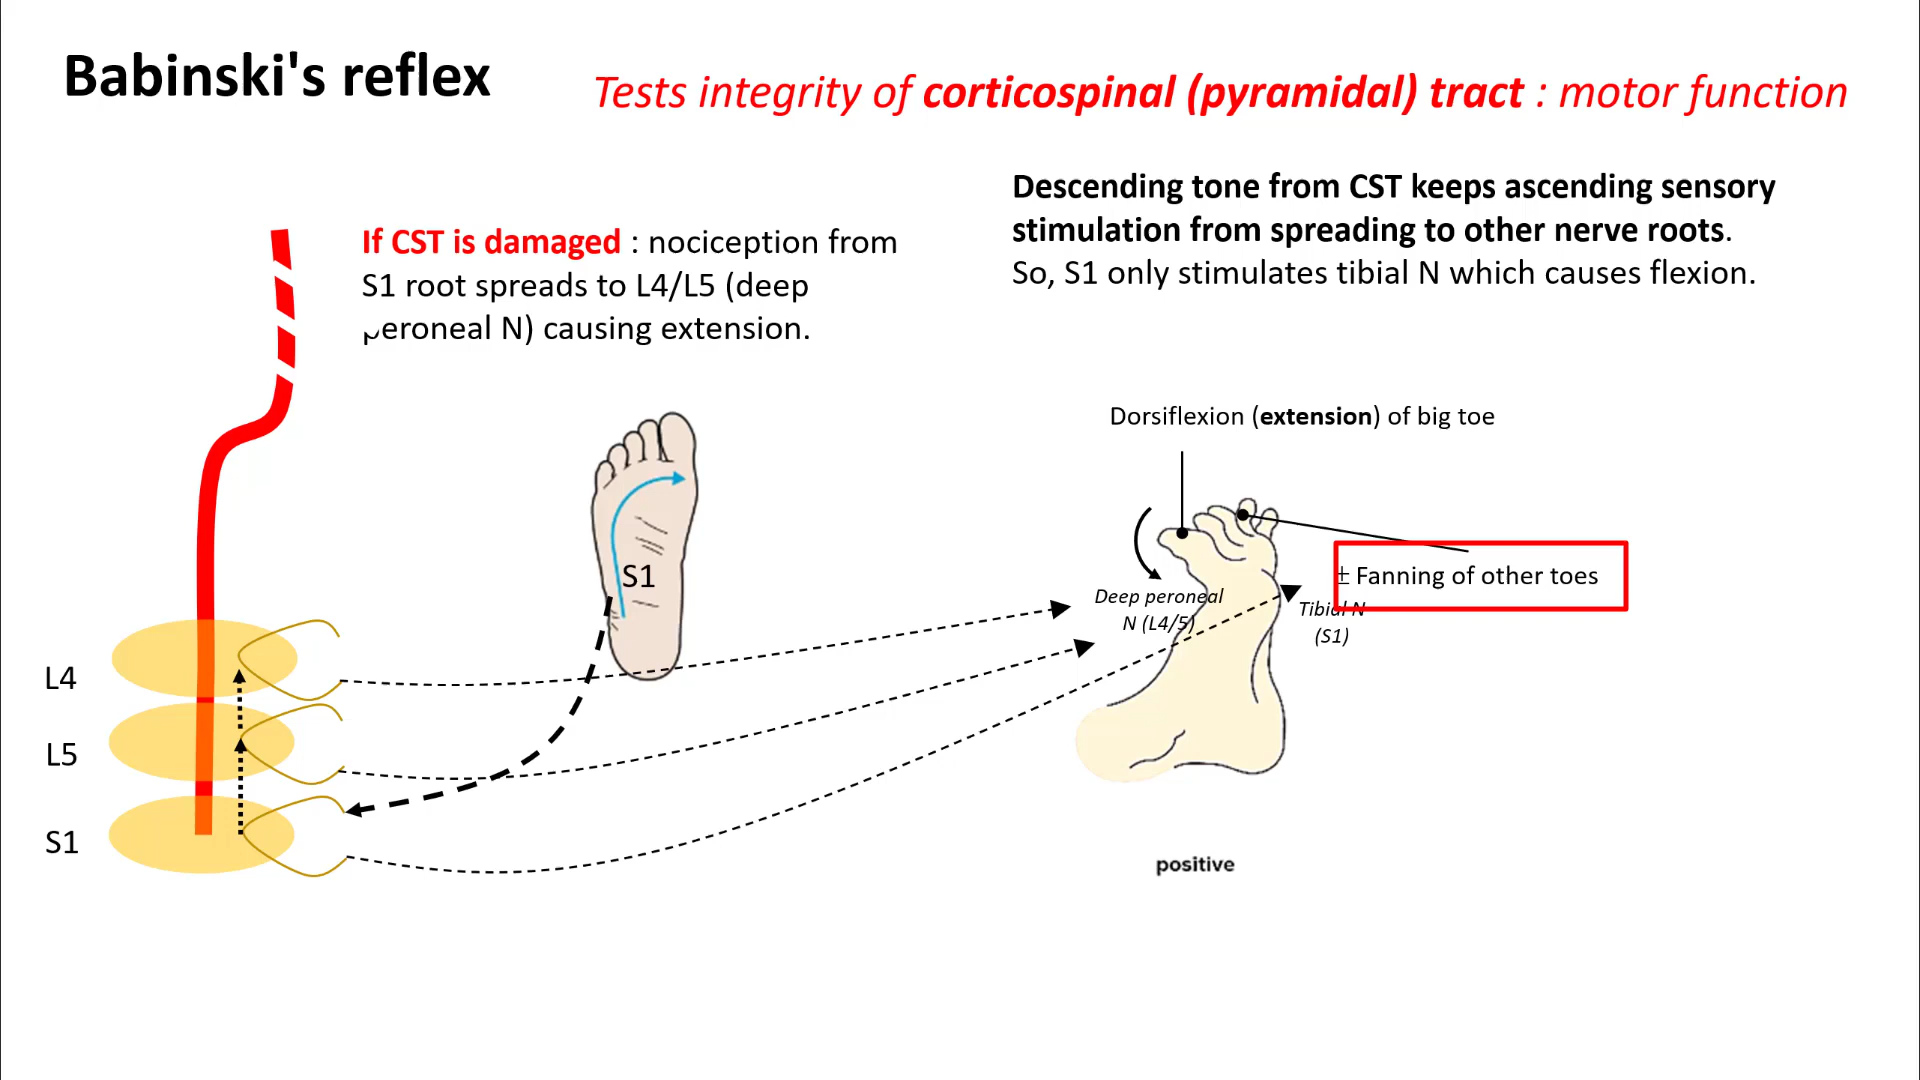 Babinski's reflex
Tests integrity of corticospinal (pyramidal) tract : motor function
Descending tone from CST keeps ascending sensory
stimulation from spreading to other nerve roots.
So, S1 only stimulates tibial N which causes flexion.
If CST is damaged : nociception from
S1 root spreads to L4/L5 (deep
peroneal N) causing extension.
Dorsiflexion (extension) of big toe
± Fanning of other toes
S1
Deep peroneal
N (L4/5)
Tibial N
(S1)
L4
L5
S1
positive